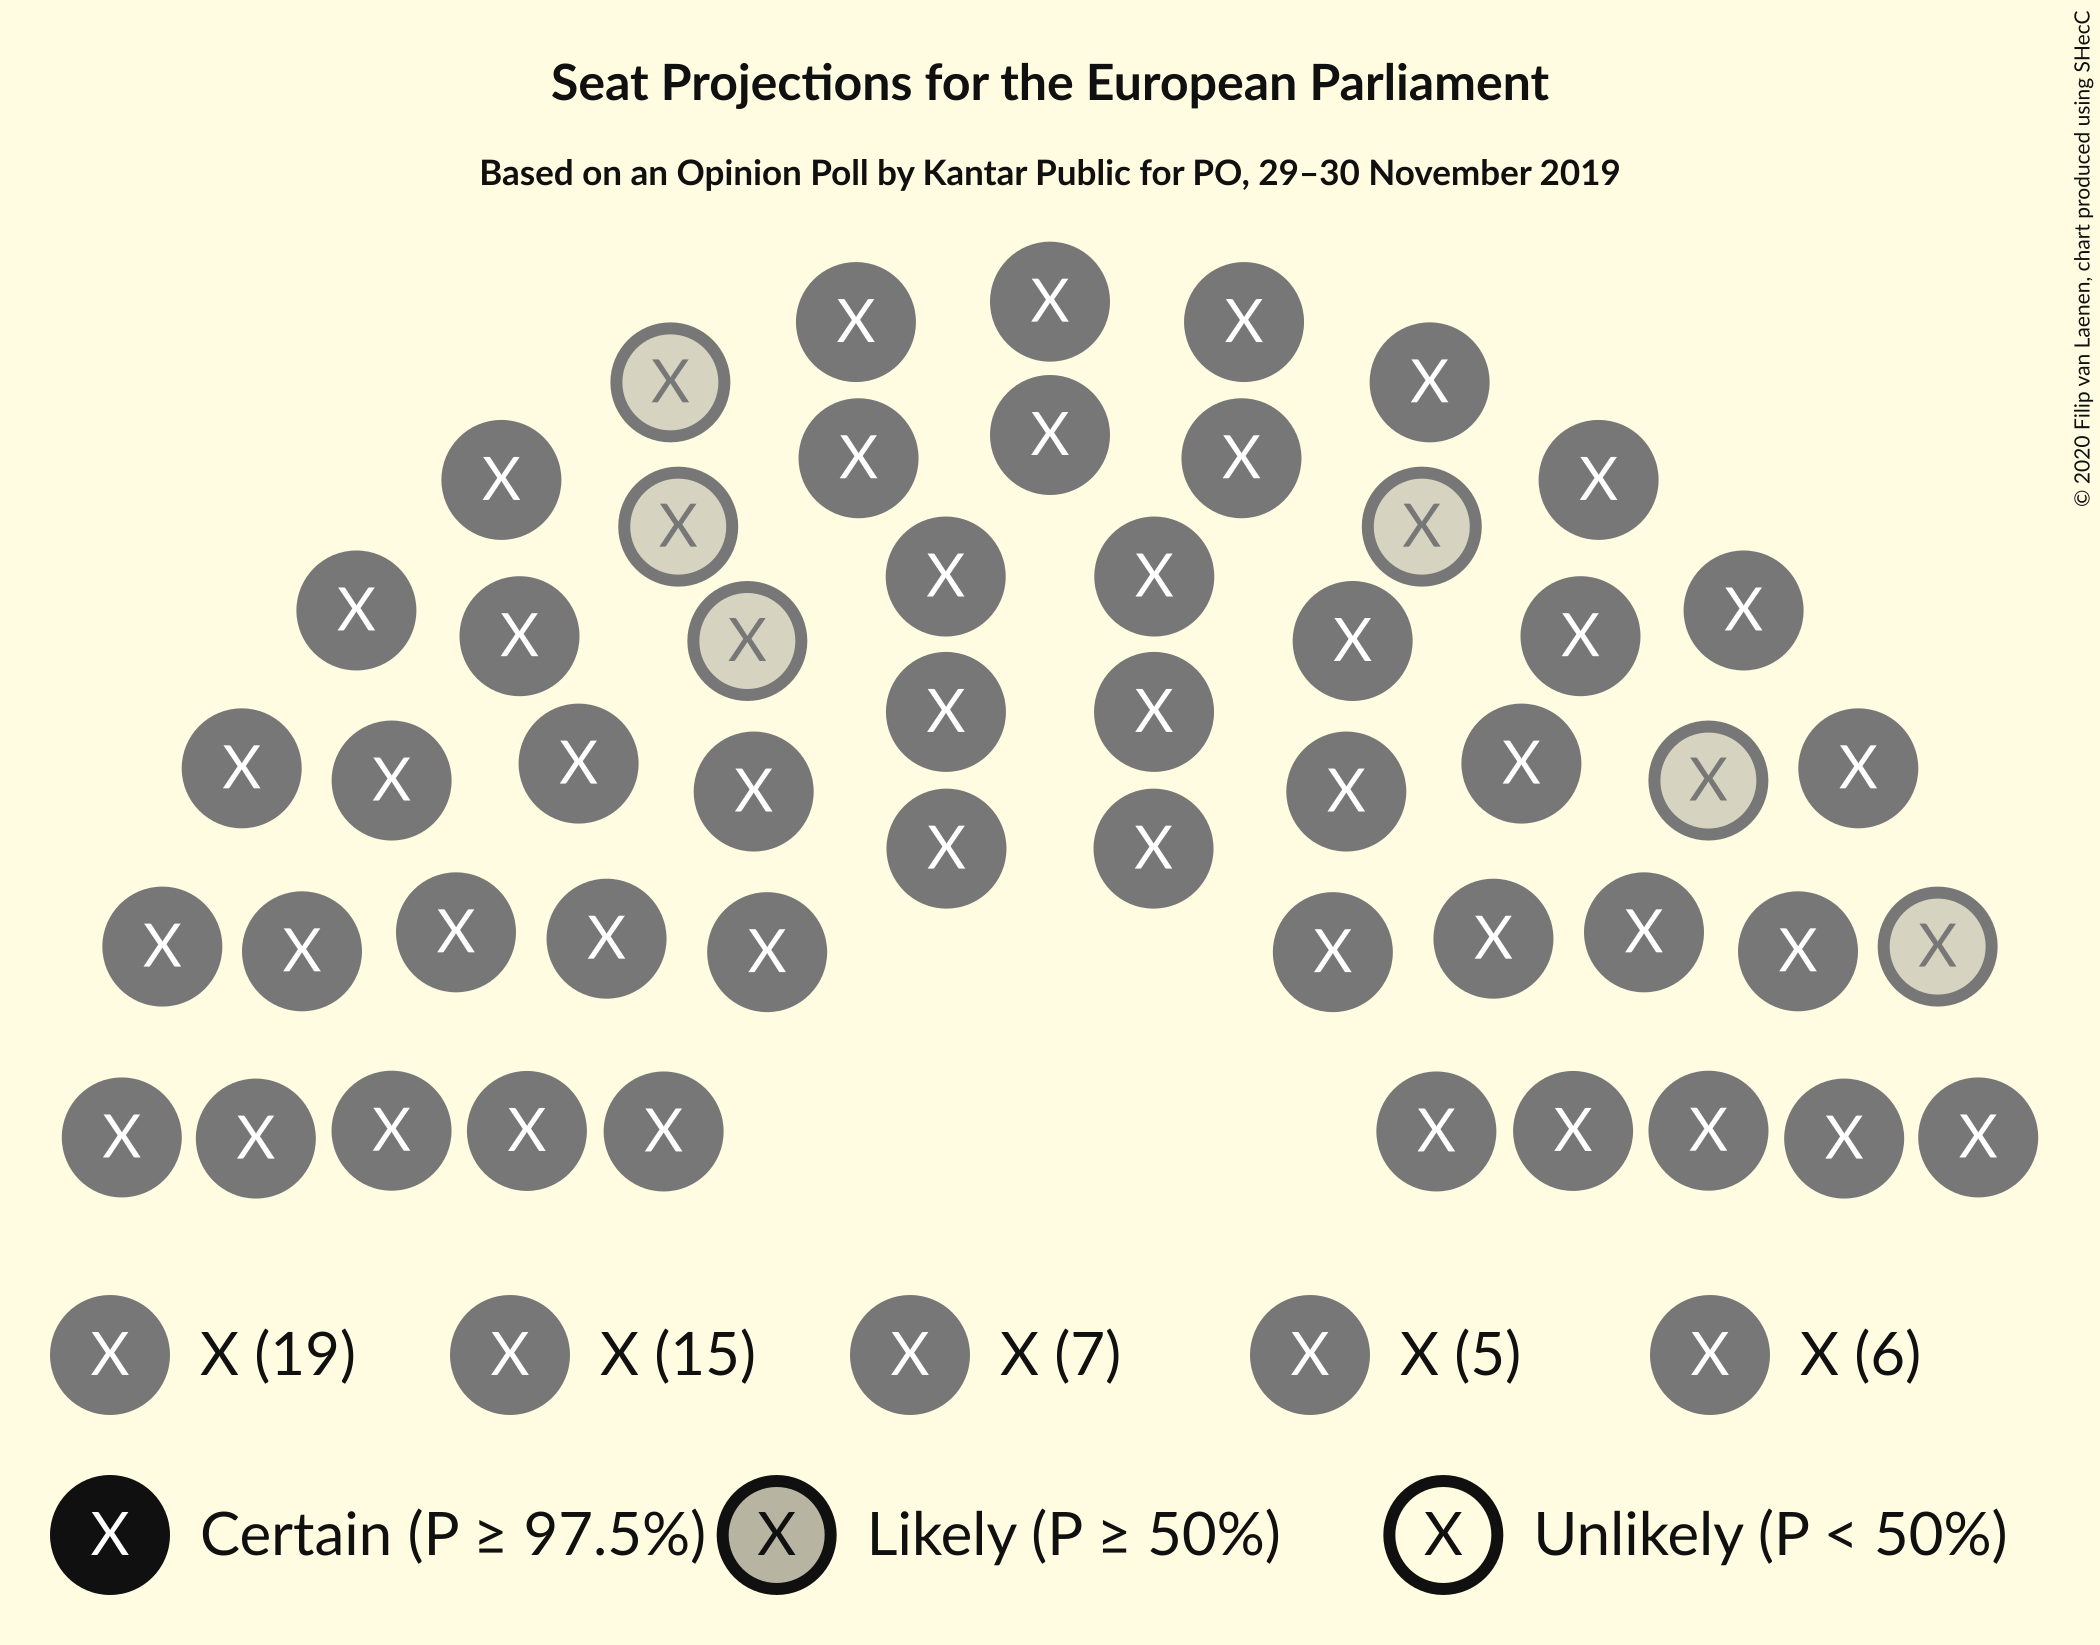 Seat Projections for the European Parliament
Based on an Opinion Poll by Kantar Public for PO, 29–30 November 2019
© 2020 Filip van Laenen, chart produced using SHecC
X X X
X X
X X X
X X
X X
X X
X X
X X X X
X X
X X
X X X X
X X
X X
X X
X X
X X
X X
X X
X X
X X
X X X X X X X X X X
X X (19) X X (15) X X (7) X X (5) X X (6)
X Certain (P ≥ 97.5%) X Likely (P ≥ 50%) X Unlikely (P < 50%)